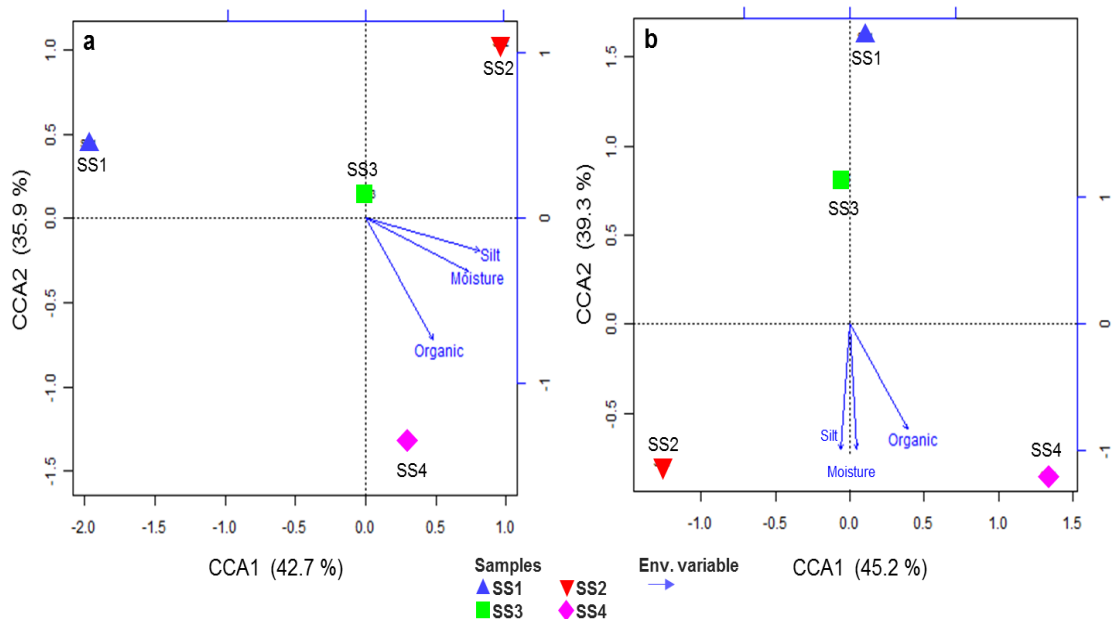 a
SS2
SS1
SS3
Silt
Moisture
Organic
SS4
CCA2 (35.9 %)
1.0
0.5
0.0
-0.5
-1.0
-1.5
1
0
-1
-2.0 -1.5 -1.0 -0.5 0.0 0.5 1.0
CCA1 (42.7 %)
b
SS1
SS3
Silt
Moisture
Organic
SS2
SS4
CCA2 (39.3 %)
1.5
1.0
0.5
0.0
-0.5
1
0
-1
-1.0 -0.5 0.0 0.5 1.0 1.5
CCA1 (45.2 %)
Samples
SS1 SS2
SS3 SS4
Env. variable